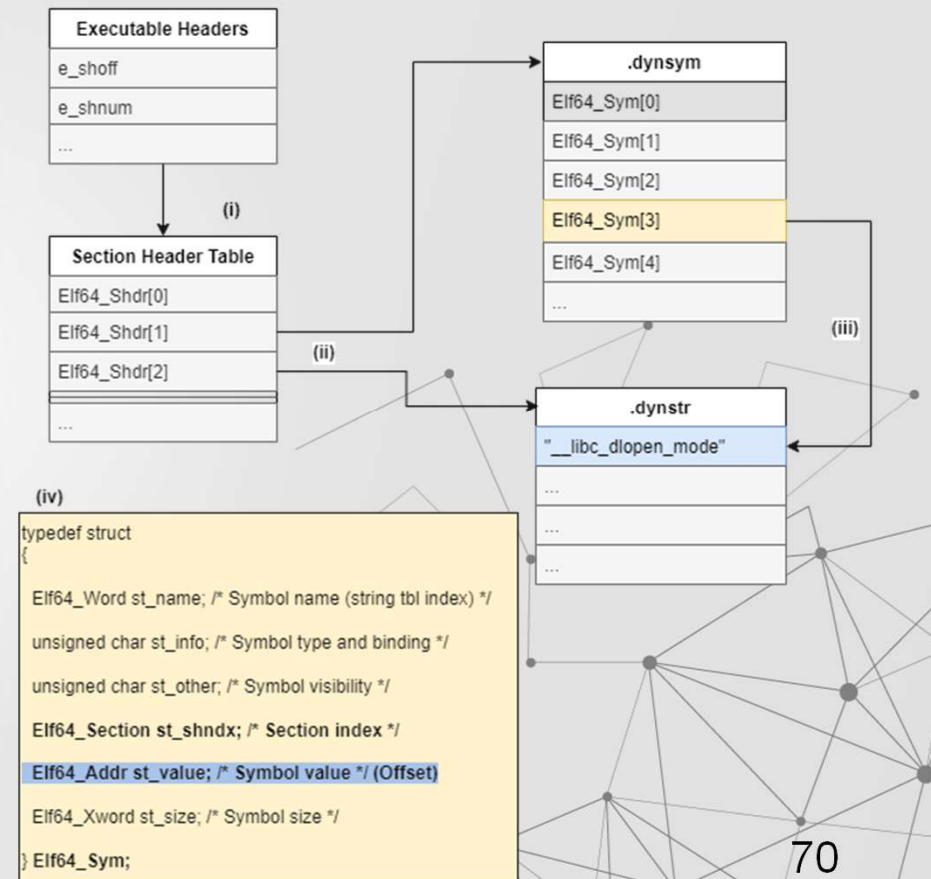 Executable Headers
e_shoff
e_shnum
...
(i)
Section Header Table
Elf64_Shdr[0]
Elf64_Shdr[1]
Elf64_Shdr[2]
...
(ii)
.dynsym
Elf64_Sym[0]
Elf64_Sym[1]
Elf64_Sym[2]
Elf64_Sym[3]
Elf64_Sym[4]
...
(iii)
.dynstr
"__libc_dlopen_mode"
...
...
...
(iv)
typedef struct
{
Elf64_Word st_name; /* Symbol name (string tbl index) */
unsigned char st_info; /* Symbol type and binding */
unsigned char st_other; /* Symbol visibility */
Elf64_Section st_shndx; /* Section index */
Elf64_Addr st_value; /* Symbol value */ (Offset)
Elf64_Xword st_size; /* Symbol size */
} Elf64_Sym;
70